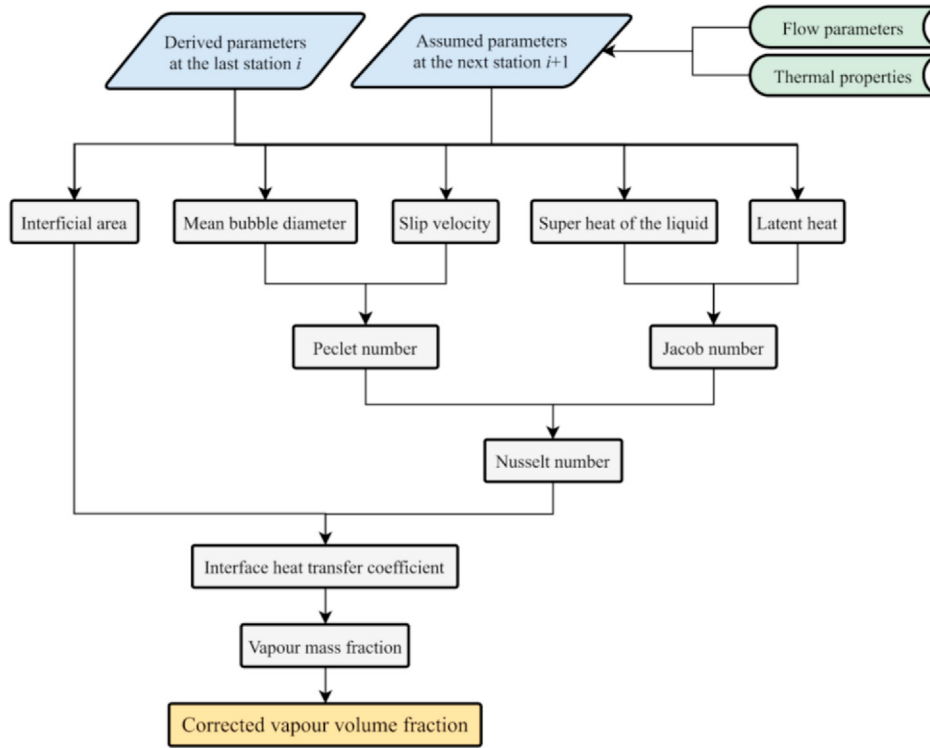 Derived parameters
at the last station i
Assumed parameters
at the next station i+1
Flow parameters
Thermal properties
Interficial area
Mean bubble diameter
Slip velocity
Super heat of the liquid
Latent heat
Peclet number
Jacob number
Nusselt number
Interface heat transfer coefficient
Vapour mass fraction
Corrected vapour volume fraction